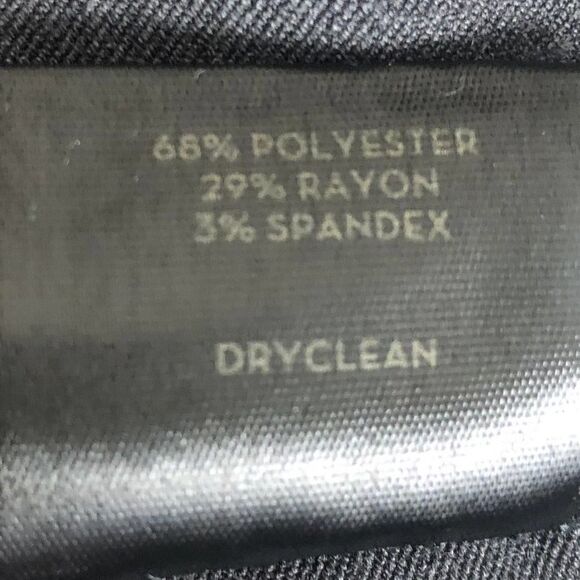 68% POLYESTER
29% RAYON
3% SPANDEX
DRYCLEAN